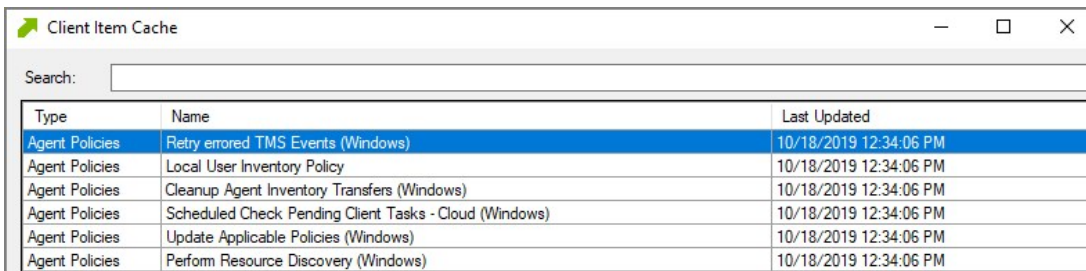 Client Item Cache
Search:
Type Name Last Updated
Agent Policies Retry errored TMS Events (Windows) 10/18/2019 12:34:06 PM
Agent Policies Local User Inventory Policy 10/18/2019 12:34:06 PM
Agent Policies Cleanup Agent Inventory Transfers (Windows) 10/18/2019 12:34:06 PM
Agent Policies Scheduled Check Pending Client Tasks - Cloud (Windows) 10/18/2019 12:34:06 PM
Agent Policies Update Applicable Policies (Windows) 10/18/2019 12:34:06 PM
Agent Policies Perform Resource Discovery (Windows) 10/18/2019 12:34:06 PM